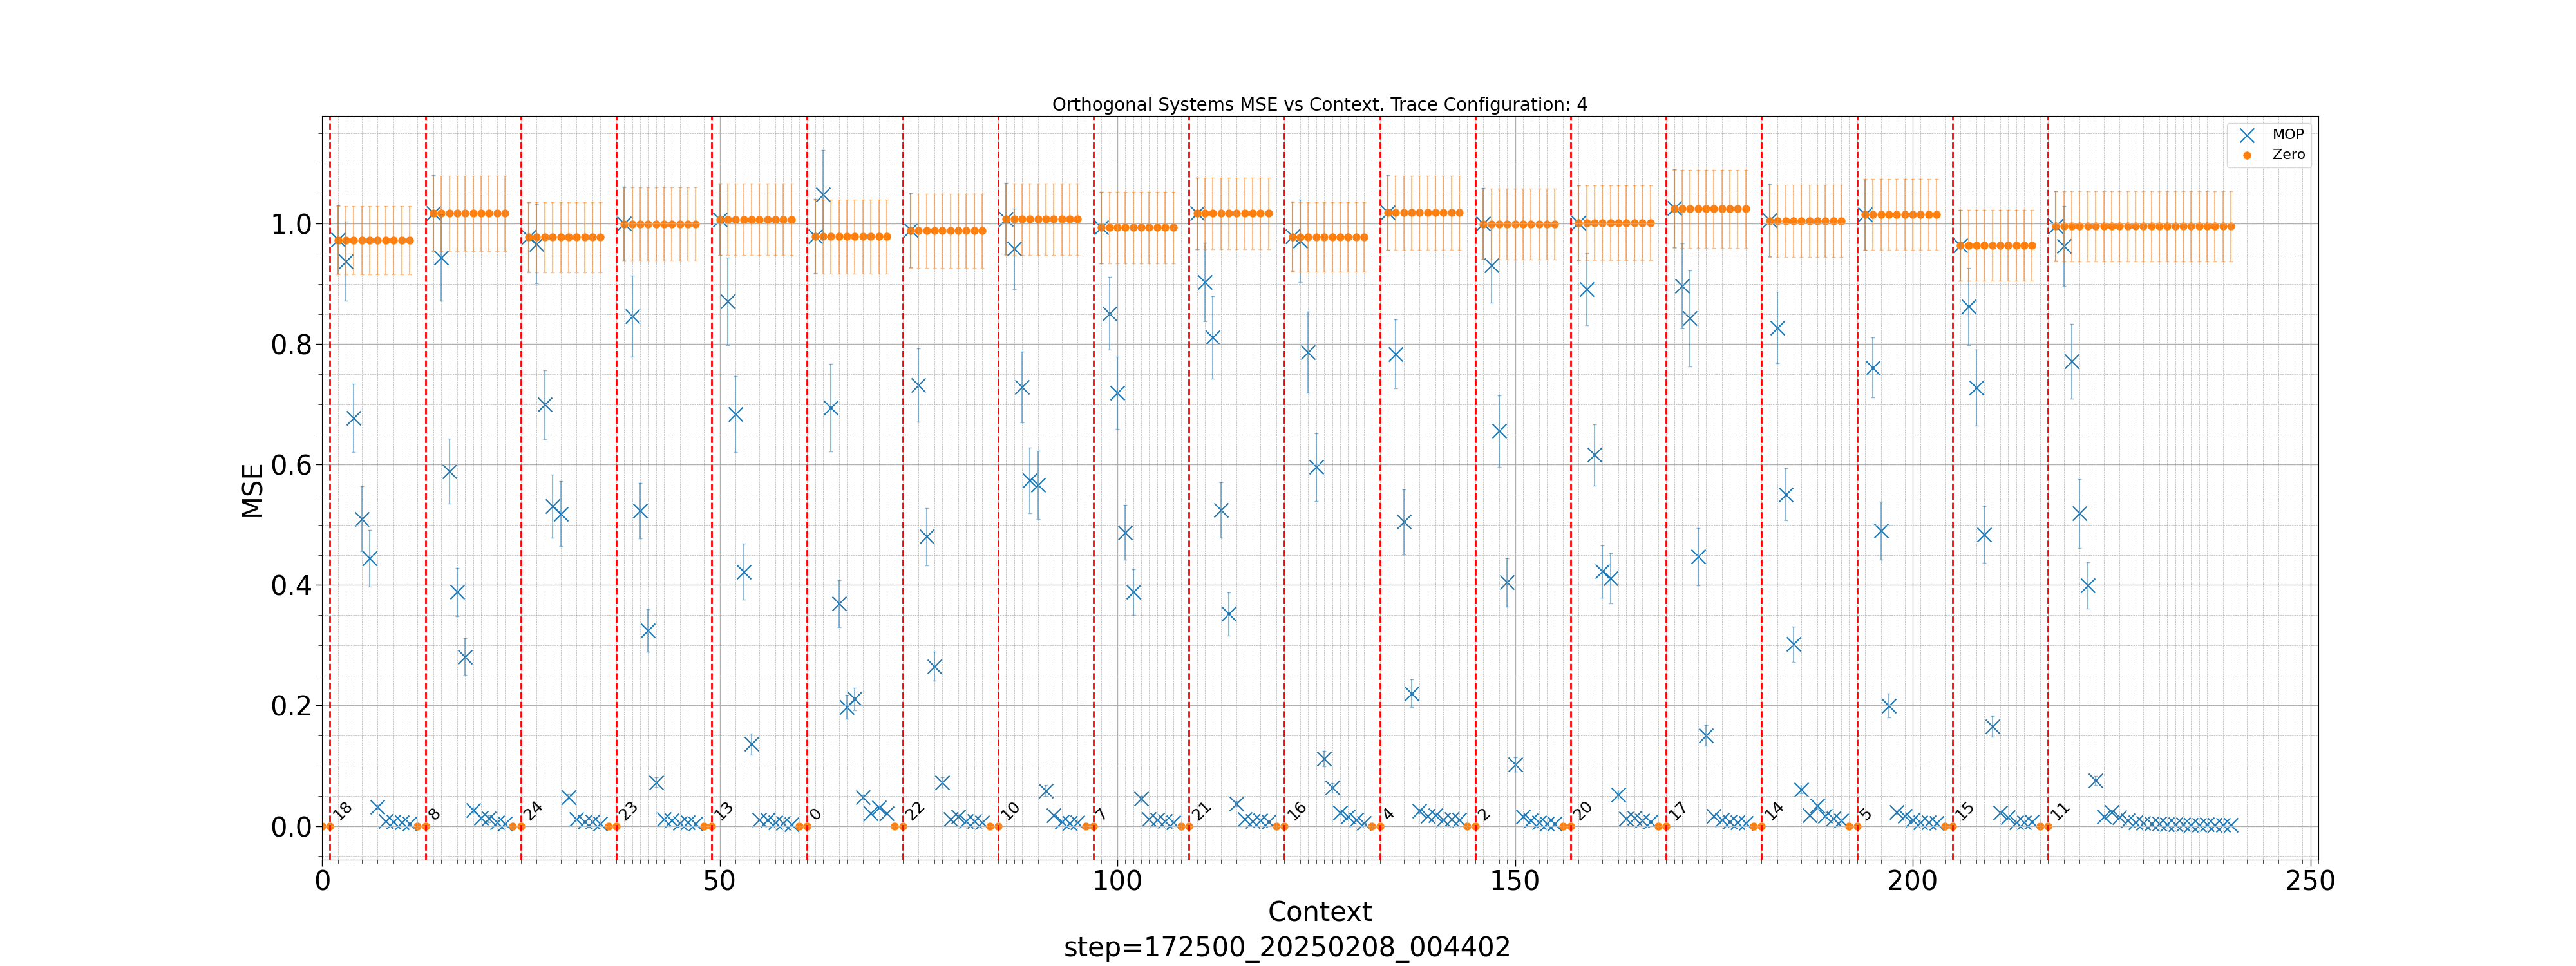 Orthogonal Systems MSE vs Context. Trace Configuration: 4
MOP
Zero
MSE
1.0
0.8
0.6
0.4
0.2
0.0
18 8 24 23 13 0 22 10 7 21 16 4 2 20 17 14 5 15 11
0 50 100 150 200 250
Context
step=172500_20250208_004402